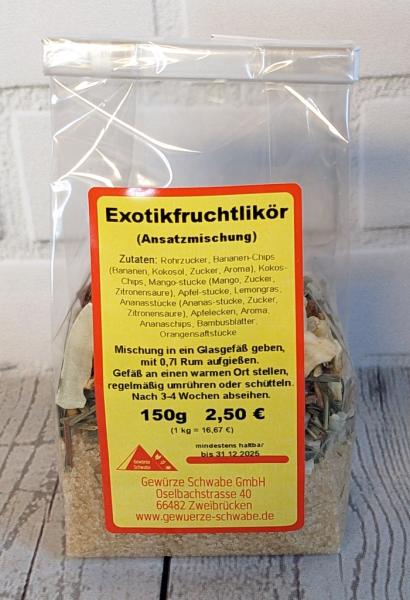 Exotikfruchtlikör
(Ansatzmischung)
Zutaten: Rohrzucker, Bananen-Chips
(Bananen, Kokosöl, Zucker, Aroma), Kokos-
Chips, Mango-stücke (Mango, Zucker,
Zitronensäure), Apfel-stücke, Lemongras,
Ananasstücke (Ananas-stücke, Zucker,
Zitronensäure), Apfelecken, Aroma,
Ananaschips, Bambusblätter,
Orangensaftstücke
Mischung in ein Glasgefäß geben,
mit 0,7l Rum aufgießen.
Gefäß an einen warmen Ort stellen,
regelmäßig umrühren oder schütteln.
Nach 3-4 Wochen abseihen.
150g 2,50 €
(1 kg = 16,67 €)
mindestens haltbar
bis 31.12.2025
Gewürze
Schwabe
Gewürze Schwabe GmbH
Oselbachstrasse 40
66482 Zweibrücken
www.gewuerze-schwabe.de